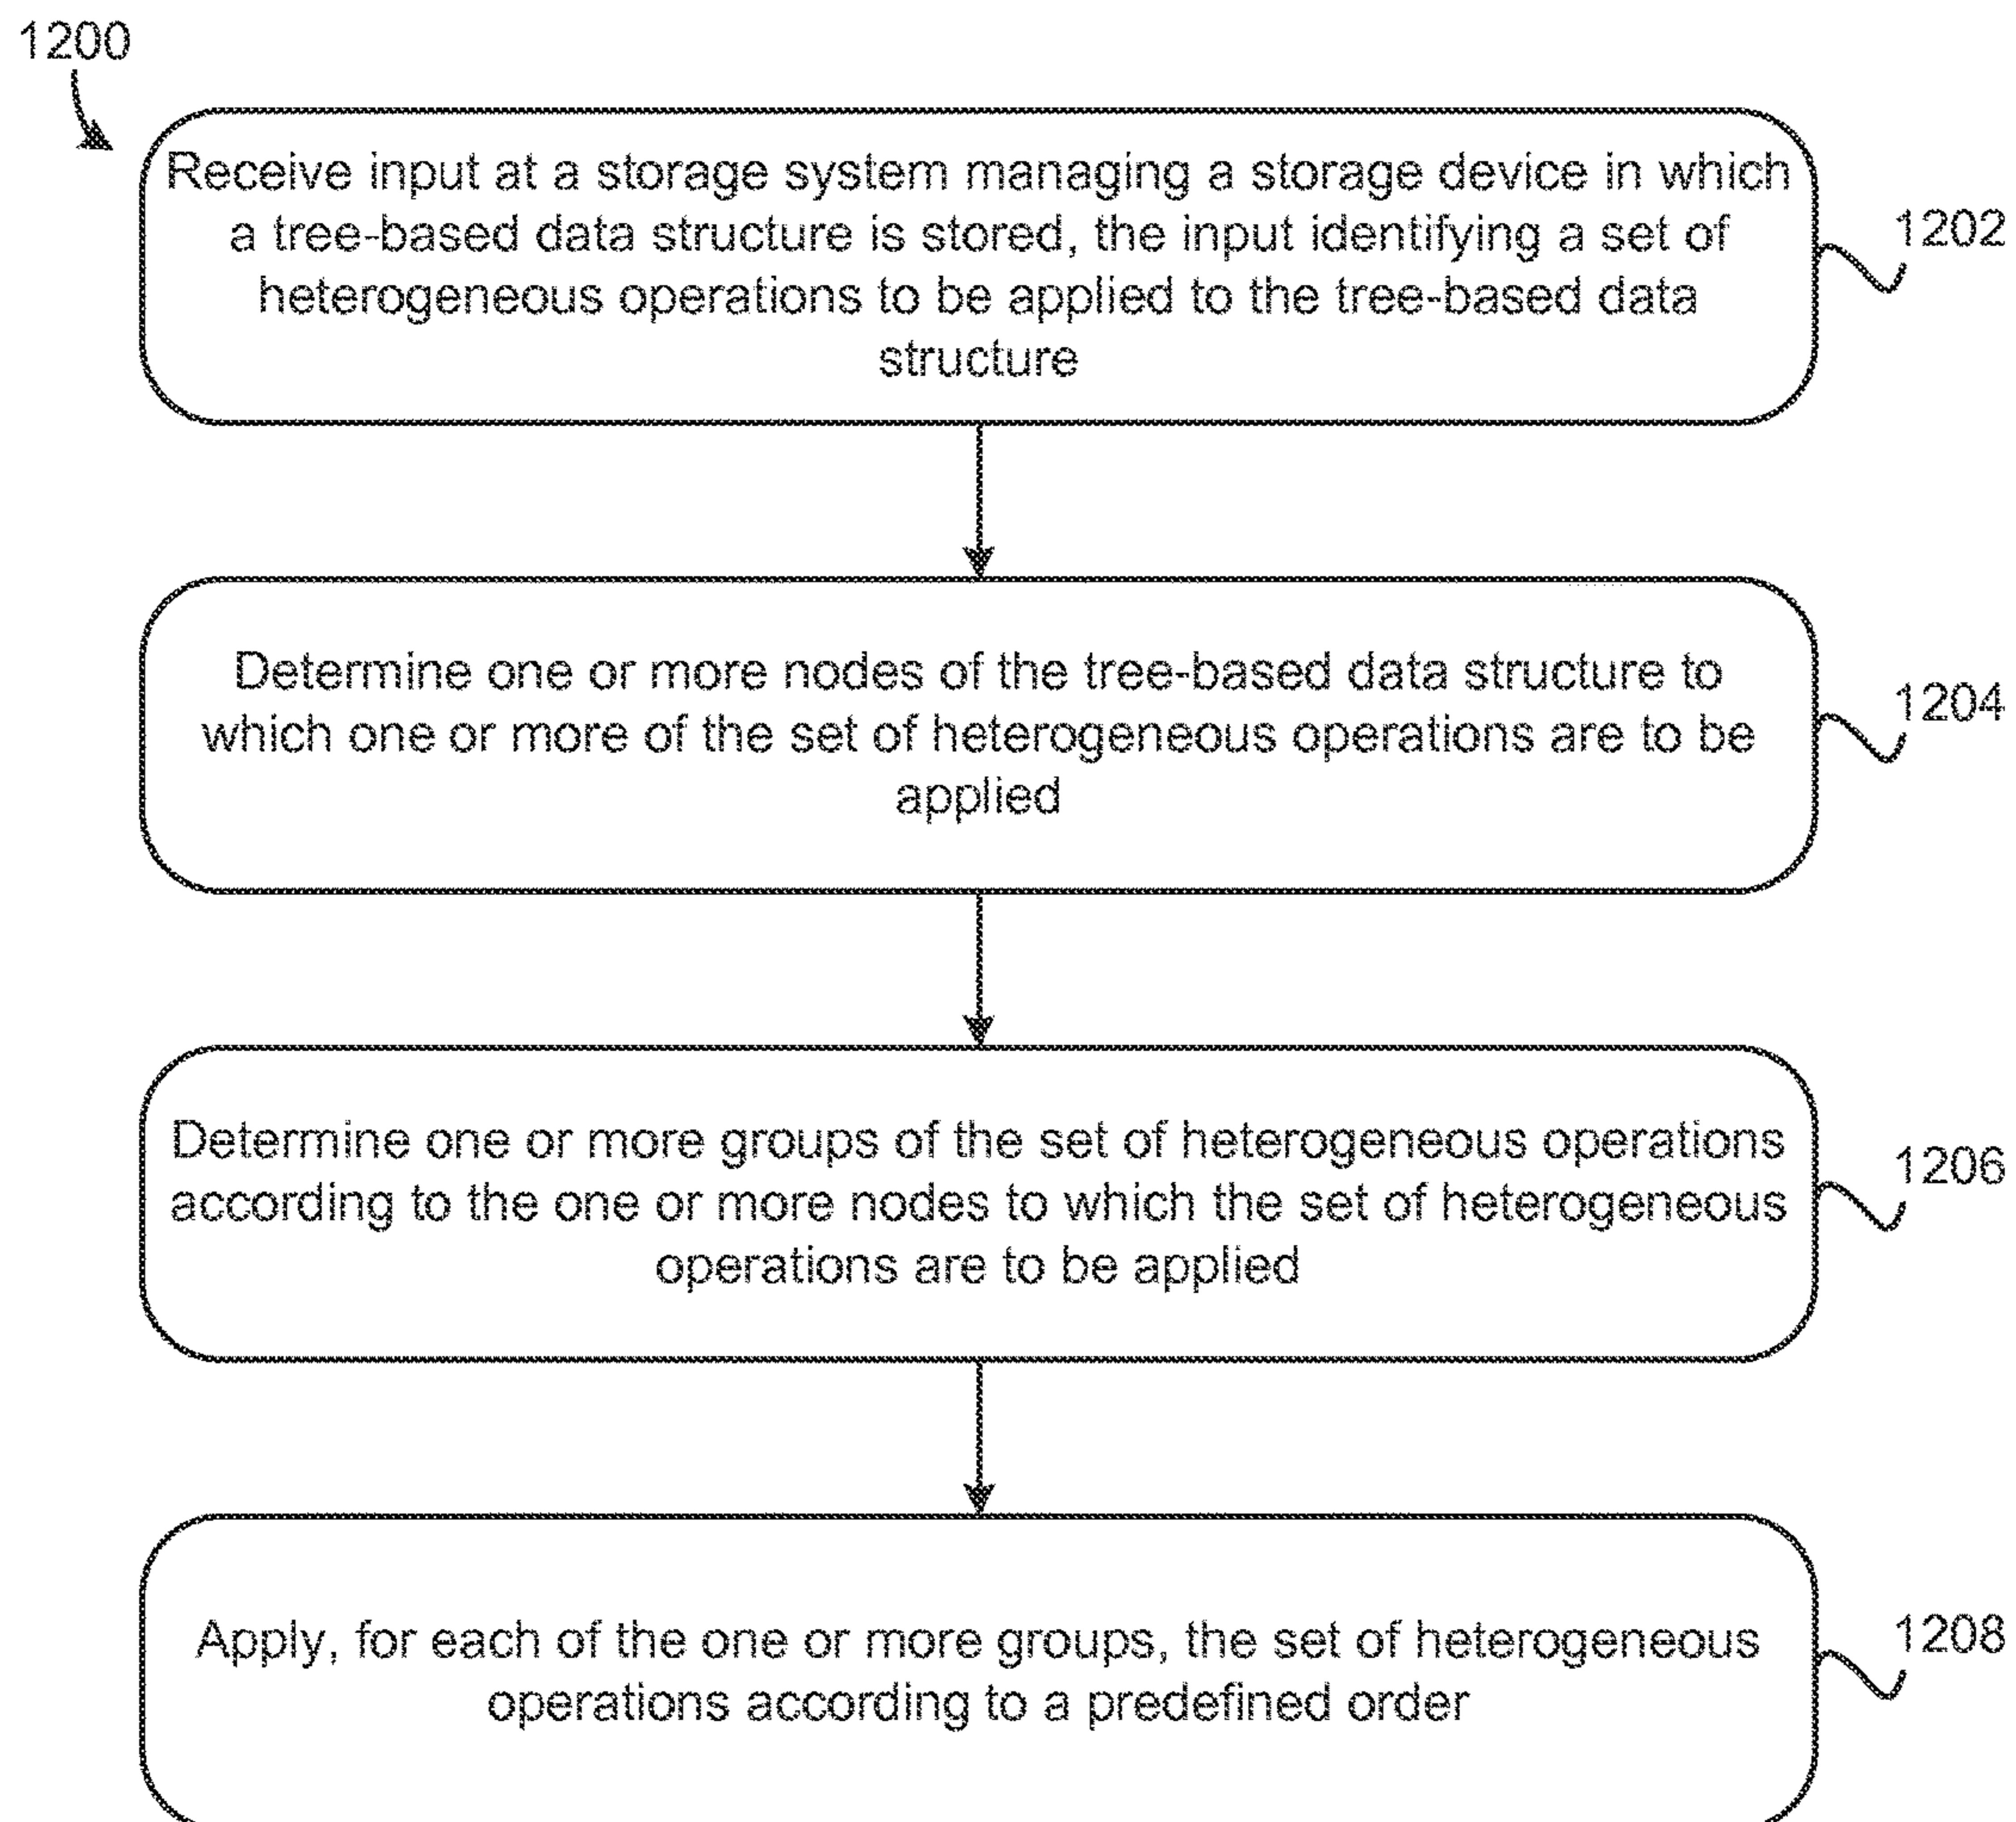 1200
Receive input at a storage system managing a storage device in which
a tree-based data structure is stored, the input identifying a set of
heterogeneous operations to be applied to the tree-based data
structure
1202
Determine one or more nodes of the tree-based data structure to
which one or more of the set of heterogeneous operations are to be
applied
1204
Determine one or more groups of the set of heterogeneous operations
according to the one or more nodes to which the set of heterogeneous
operations are to be applied
1206
Apply, for each of the one or more groups, the set of heterogeneous
operations according to a predefined order
1208